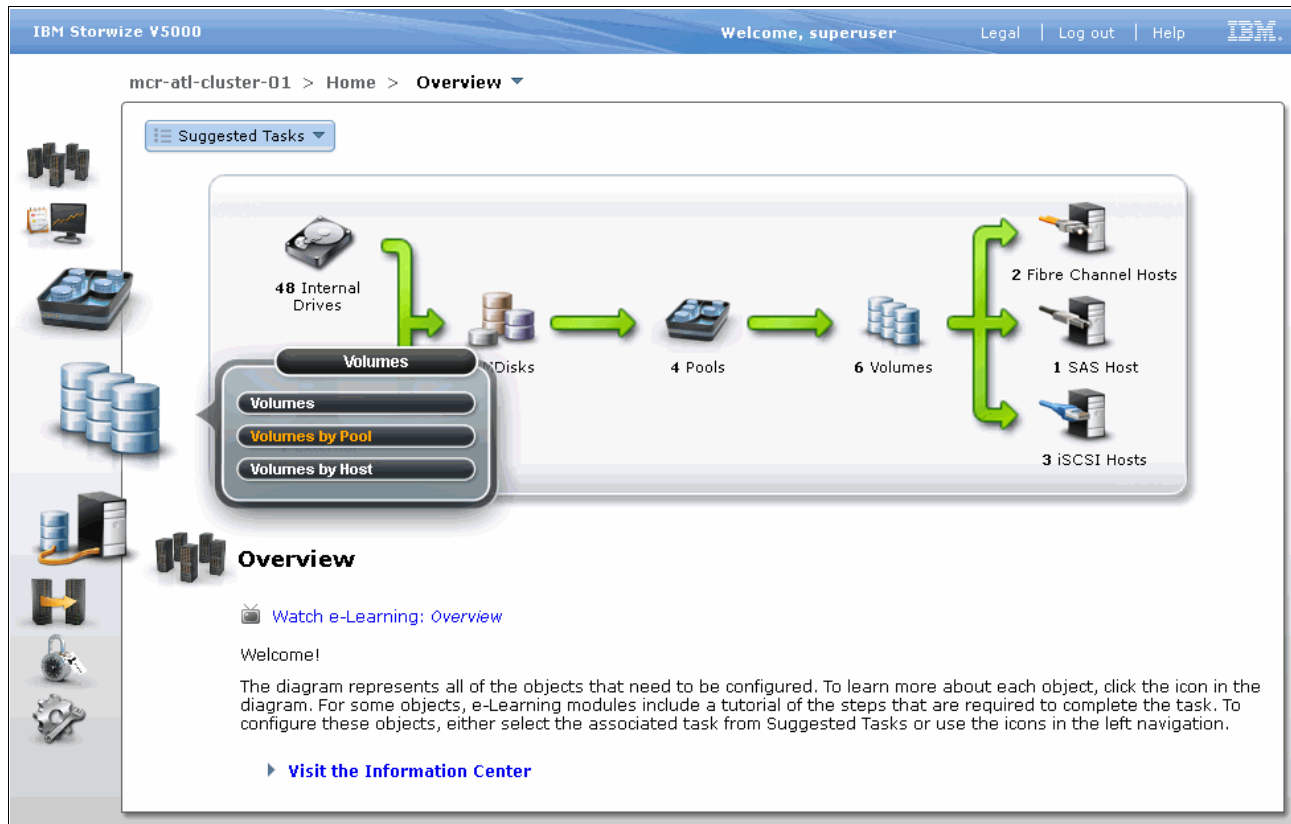 IBM Storwize V5000
Welcome, superuser
Legal | Log out | Help
IBM.
mcr-atl-cluster-01 > Home > Overview
Suggested Tasks
48 Internal
Drives
MDisks
4 Pools
6 Volumes
2 Fibre Channel Hosts
1 SAS Host
3 iSCSI Hosts
Volumes
Volumes
Volumes by Pool
Volumes by Host
Overview
Watch e-Learning: Overview
Welcome!
The diagram represents all of the objects that need to be configured. To learn more about each object, click the icon in the
diagram. For some objects, e-Learning modules include a tutorial of the steps that are required to complete the task. To
configure these objects, either select the associated task from Suggested Tasks or use the icons in the left navigation.
Visit the Information Center